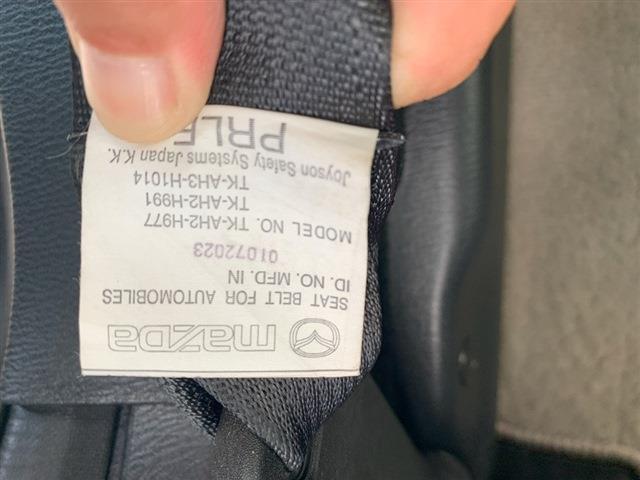 mazda
SEAT BELT FOR AUTOMOBILES
ID. NO. MFD. IN
01072023
MODEL NO. TK-AH2-H977
TK-AH2-H991
TK-AH3-H1014
Joyson Safety Systems Japan K.K.